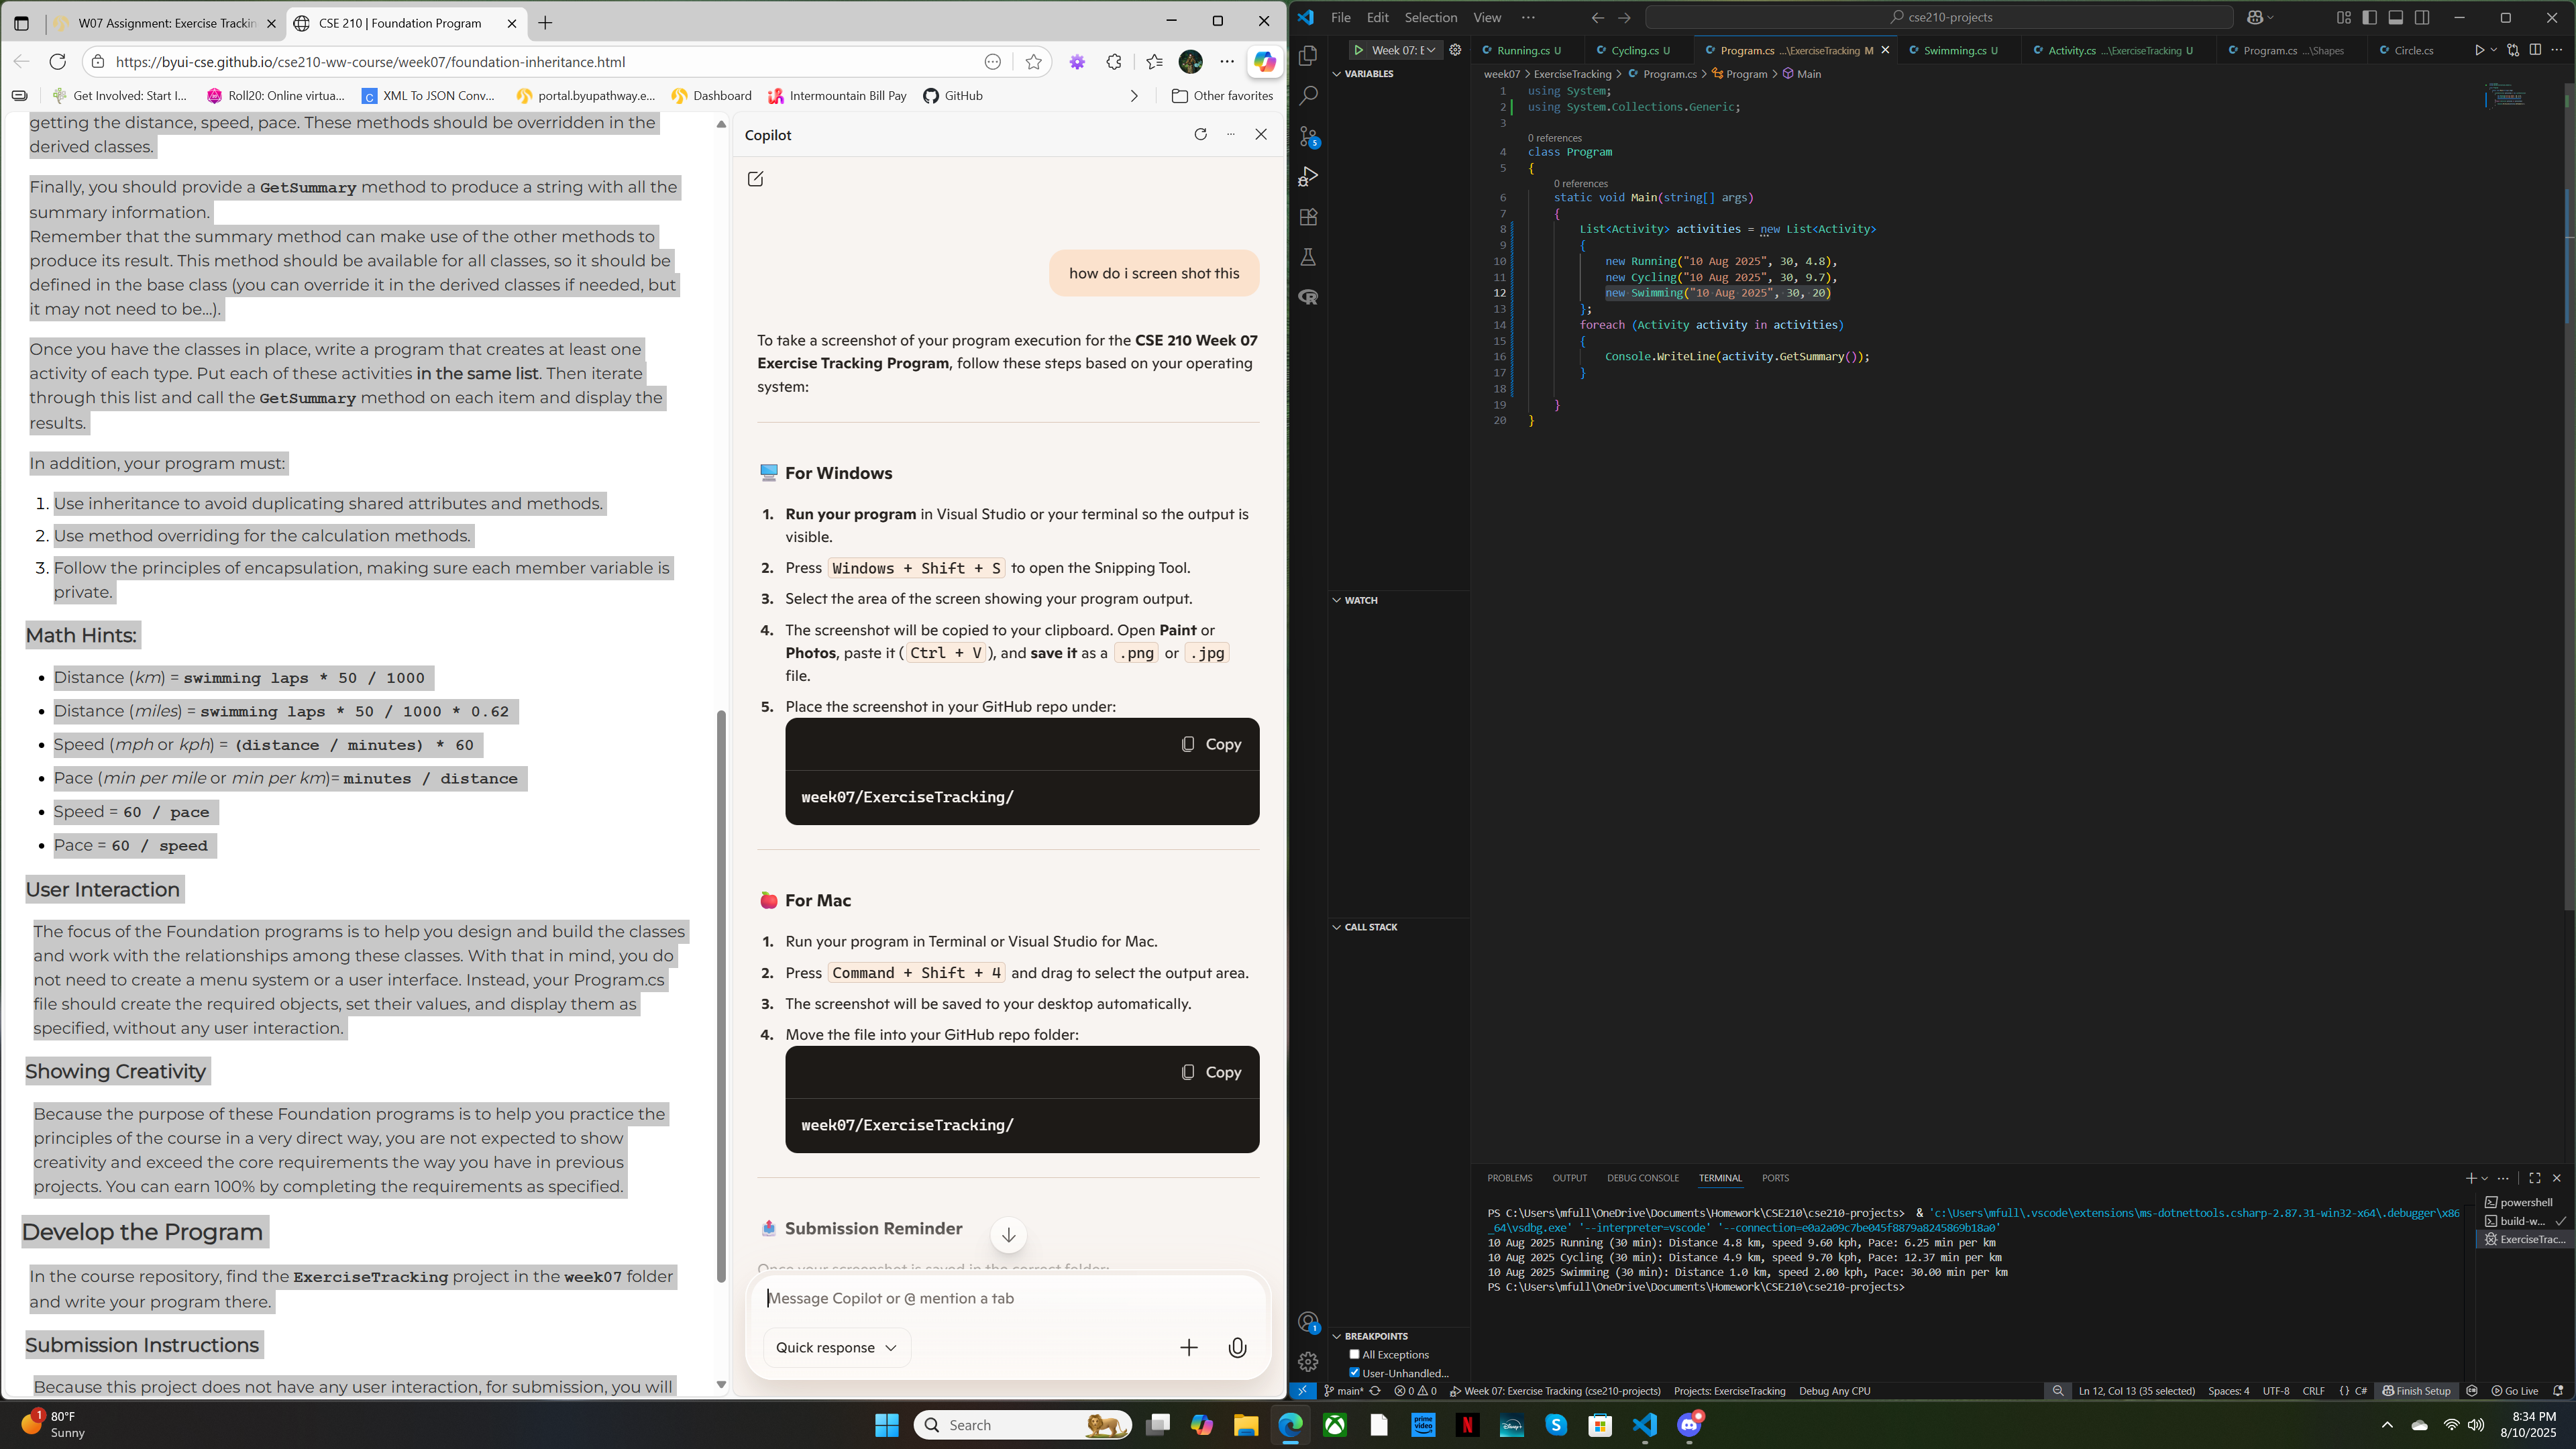 W07 Assignment: Exercise Trackin
CSE 210 | Foundation Program
https://byui-cse.github.io/cse210-ww-course/week07/foundation-inheritance.html
Get Involved: Start I...
Roll20: Online virtua...
XML To JSON Conv...
portal.byupathway.e...
Dashboard
Intermountain Bill Pay
GitHub
Other favorites
getting the distance, speed, pace. These methods should be overridden in the
derived classes.
Finally, you should provide a GetSummary method to produce a string with all the
summary information.
Remember that the summary method can make use of the other methods to
produce its result. This method should be available for all classes, so it should be
defined in the base class (you can override it in the derived classes if needed, but
it may not need to be...).
Once you have the classes in place, write a program that creates at least one
activity of each type. Put each of these activities in the same list. Then iterate
through this list and call the GetSummary method on each item and display the
results.
In addition, your program must:
1. Use inheritance to avoid duplicating shared attributes and methods.
2. Use method overriding for the calculation methods.
3. Follow the principles of encapsulation, making sure each member variable is
private.
Math Hints:
• Distance (km) = swimming laps * 50 / 1000
• Distance (miles) = swimming laps * 50 / 1000 * 0.62
• Speed (mph or kph) = (distance / minutes) * 60
• Pace (min per mile or min per km)= minutes / distance
• Speed = 60 / pace
• Pace = 60 / speed
User Interaction
The focus of the Foundation programs is to help you design and build the classes
and work with the relationships among these classes. With that in mind, you do
not need to create a menu system or a user interface. Instead, your Program.cs
file should create the required objects, set their values, and display them as
specified, without any user interaction.
Showing Creativity
Because the purpose of these Foundation programs is to help you practice the
principles of the course in a very direct way, you are not expected to show
creativity and exceed the core requirements the way you have in previous
projects. You can earn 100% by completing the requirements as specified.
Develop the Program
In the course repository, find the ExerciseTracking project in the week07 folder
and write your program there.
Submission Instructions
Because this project does not have any user interaction, for submission, you will
Copilot
how do i screen shot this
To take a screenshot of your program execution for the CSE 210 Week 07
Exercise Tracking Program, follow these steps based on your operating
system:
For Windows
1. Run your program in Visual Studio or your terminal so the output is
visible.
2. Press Windows + Shift + S to open the Snipping Tool.
3. Select the area of the screen showing your program output.
4. The screenshot will be copied to your clipboard. Open Paint or
Photos, paste it (Ctrl + V), and save it as a .png or .jpg
file.
5. Place the screenshot in your GitHub repo under:
Copy
week07/ExerciseTracking/
For Mac
1. Run your program in Terminal or Visual Studio for Mac.
2. Press Command + Shift + 4 and drag to select the output area.
3. The screenshot will be saved to your desktop automatically.
4. Move the file into your GitHub repo folder:
Copy
week07/ExerciseTracking/
Submission Reminder
Once your screenshot is saved in the correct folder:
Message Copilot or @ mention a tab
Quick response
File Edit Selection View ...
cse210-projects
Week 07: E
Running.cs U
Cycling.cs U
Program.cs ...\ExerciseTracking M
Swimming.cs U
Activity.cs ...\ExerciseTracking U
Program.cs ...\Shapes
Circle.cs
VARIABLES
week07 > ExerciseTracking > Program.cs > Program > Main
1 using System;
2 using System.Collections.Generic;
3
0 references
4 class Program
5 {
0 references
6 static void Main(string[] args)
7 {
8 List<Activity> activities = new List<Activity>
9 {
10 new Running("10 Aug 2025", 30, 4.8),
11 new Cycling("10 Aug 2025", 30, 9.7),
12 new Swimming("10 Aug 2025", 30, 20)
13 };
14 foreach (Activity activity in activities)
15 {
16 Console.WriteLine(activity.GetSummary());
17 }
18
19 }
20 }
WATCH
CALL STACK
BREAKPOINTS
All Exceptions
User-Unhandled...
5
1
PROBLEMS OUTPUT DEBUG CONSOLE TERMINAL PORTS
PS C:\Users\mfull\OneDrive\Documents\Homework\CSE210\cse210-projects> & 'c:\Users\mfull\.vscode\extensions\ms-dotnettools.csharp-2.87.31-win32-x64\.debugger\x86
_64\vsdbg.exe' '--interpreter=vscode' '--connection=e0a2a09c7be045f8879a8245869b18a0'
10 Aug 2025 Running (30 min): Distance 4.8 km, speed 9.60 kph, Pace: 6.25 min per km
10 Aug 2025 Cycling (30 min): Distance 4.9 km, speed 9.70 kph, Pace: 12.37 min per km
10 Aug 2025 Swimming (30 min): Distance 1.0 km, speed 2.00 kph, Pace: 30.00 min per km
PS C:\Users\mfull\OneDrive\Documents\Homework\CSE210\cse210-projects>
powershell
build-w...
ExerciseTrac...
main* 0 0 Week 07: Exercise Tracking (cse210-projects) Projects: ExerciseTracking Debug Any CPU
Ln 12, Col 13 (35 selected) Spaces: 4 UTF-8 CRLF {} C# Finish Setup Go Live
1
80°F
Sunny
Search
prime video
N
Disney+
8:34 PM
8/10/2025